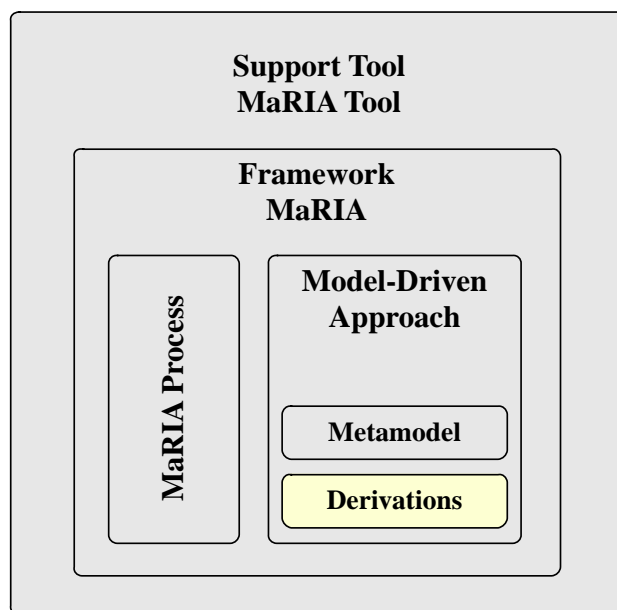 Support Tool
MaRIA Tool
Framework
MaRIA
MaRIA Process
Model-Driven
Approach
Metamodel
Derivations